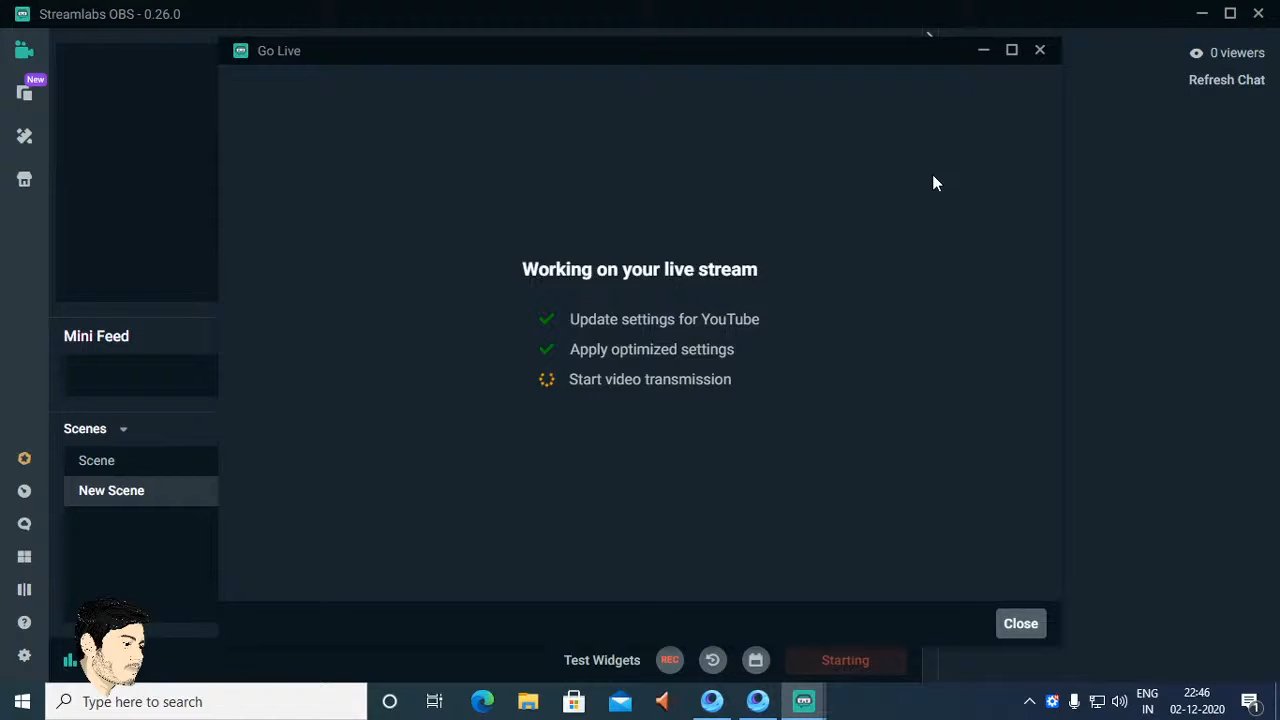 Streamlabs OBS - 0.26.0
Go Live
0 viewers
New
Refresh Chat
Working on your live stream
Update settings for YouTube
Apply optimized settings
Start video transmission
Mini Feed
Scenes
Scene
New Scene
Close
Test Widgets
REC
Starting
Type here to search
ENG
IN
22:46
02-12-2020
1